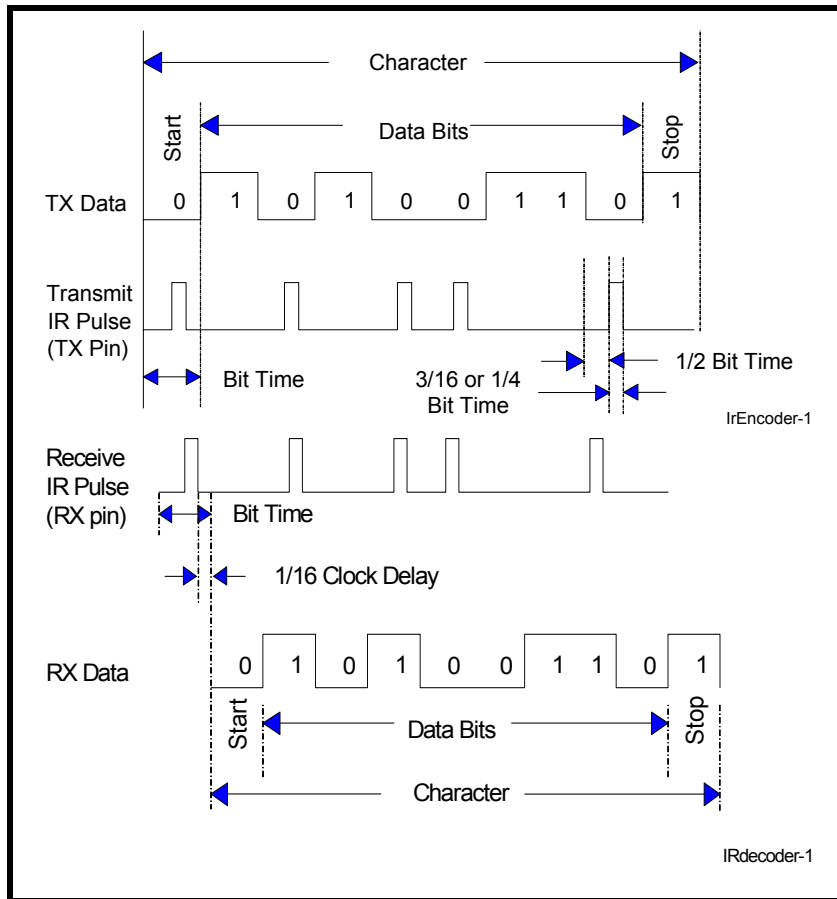 Character
Start
Data Bits
Stop
TX Data
0 1 0 1 0 0 1 1 0 1
Transmit
IR Pulse
(TX Pin)
Bit Time
3/16 or 1/4
Bit Time
1/2 Bit Time
IrEncoder-1
Receive
IR Pulse
(RX pin)
Bit Time
1/16 Clock Delay
RX Data
0 1 0 1 0 0 1 1 0 1
Start
Data Bits
Stop
Character
IRdecoder-1